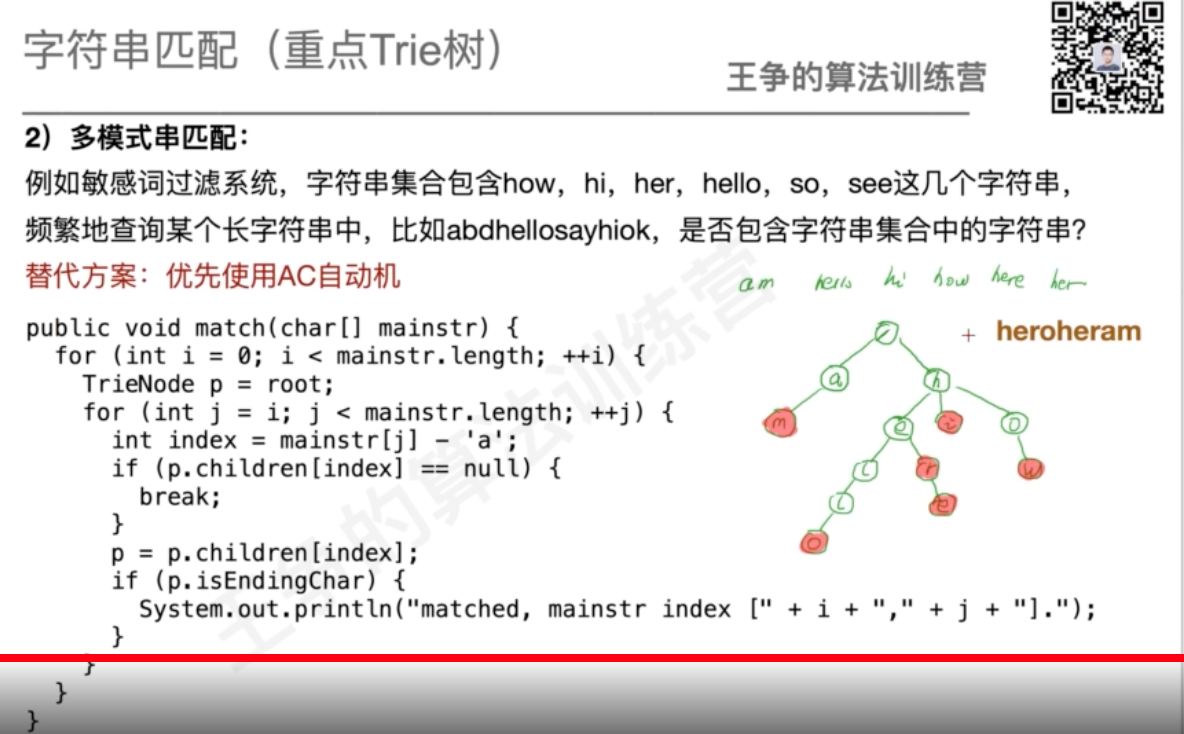 字符串匹配（重点Trie树）
王争的算法训练营
2）多模式串匹配：
例如敏感词过滤系统，字符串集合包含how，hi，her，hello，so，see这几个字符串，
频繁地查询某个长字符串中，比如abdhellosayhiok，是否包含字符串集合中的字符串？
替代方案：优先使用AC自动机
am hello hi how here her
+ heroheram
public void match(char[] mainstr) {
for (int i = 0; i < mainstr.length; ++i) {
TrieNode p = root;
for (int j = i; j < mainstr.length; ++j) {
int index = mainstr[j] - 'a';
if (p.children[index] == null) {
break;
}
p = p.children[index];
if (p.isEndingChar) {
System.out.println("matched, mainstr index [" + i + "," + j + "].");
}
}
}
}
/
a h
m e i o
l r w
l e
o
王争的算法训练营